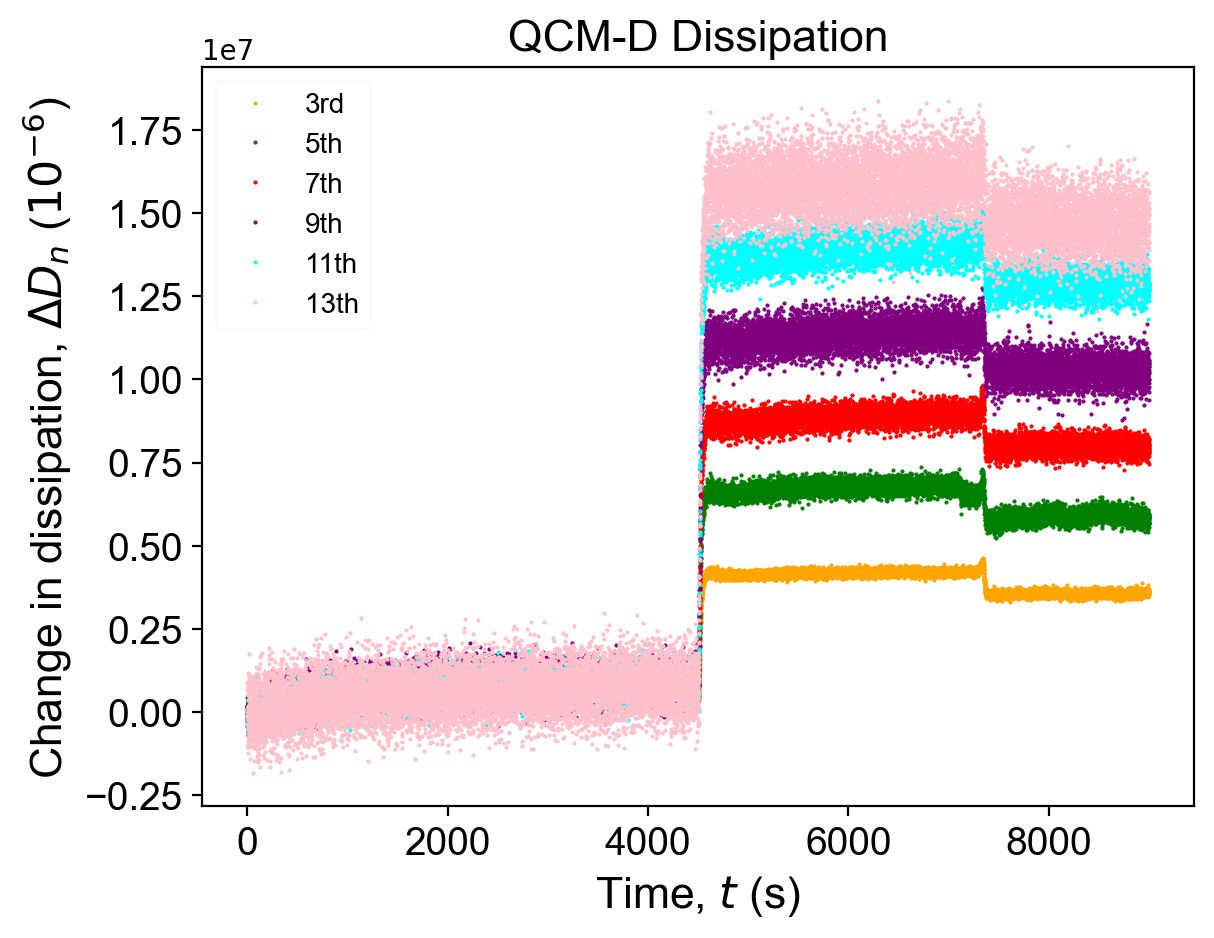 QCM-D Dissipation
1e7
Change in dissipation, ΔDₙ (10⁻⁶)
1.75
1.50
1.25
1.00
0.75
0.50
0.25
0.00
−0.25
3rd
5th
7th
9th
11th
13th
0 2000 4000 6000 8000
Time, t (s)